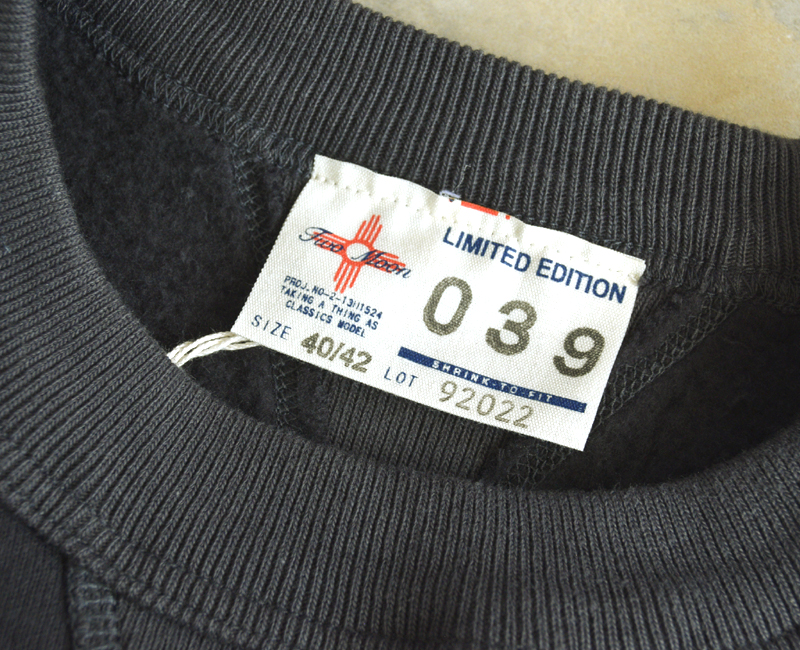 Two Moon
PROJ.NO-2-13/11524
TAKING A THING AS
CLASSICS MODEL
SIZE 40/42
LIMITED EDITION
039
SHRINK-TO-FIT
LOT 92022